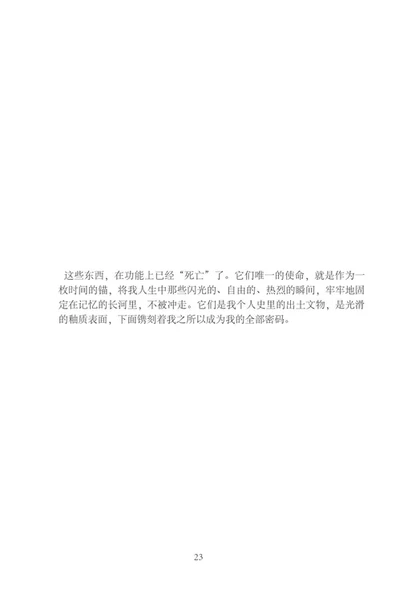 这些东西，在功能上已经“死亡”了。它们唯一的使命，就是作为一
枚时间的锚，将我人生中那些闪光的、自由的、热烈的瞬间，牢牢地固
定在记忆的长河里，不被冲走。它们是我个人史里的出土文物，是光滑
的釉质表面，下面镌刻着我之所以成为我的全部密码。
23